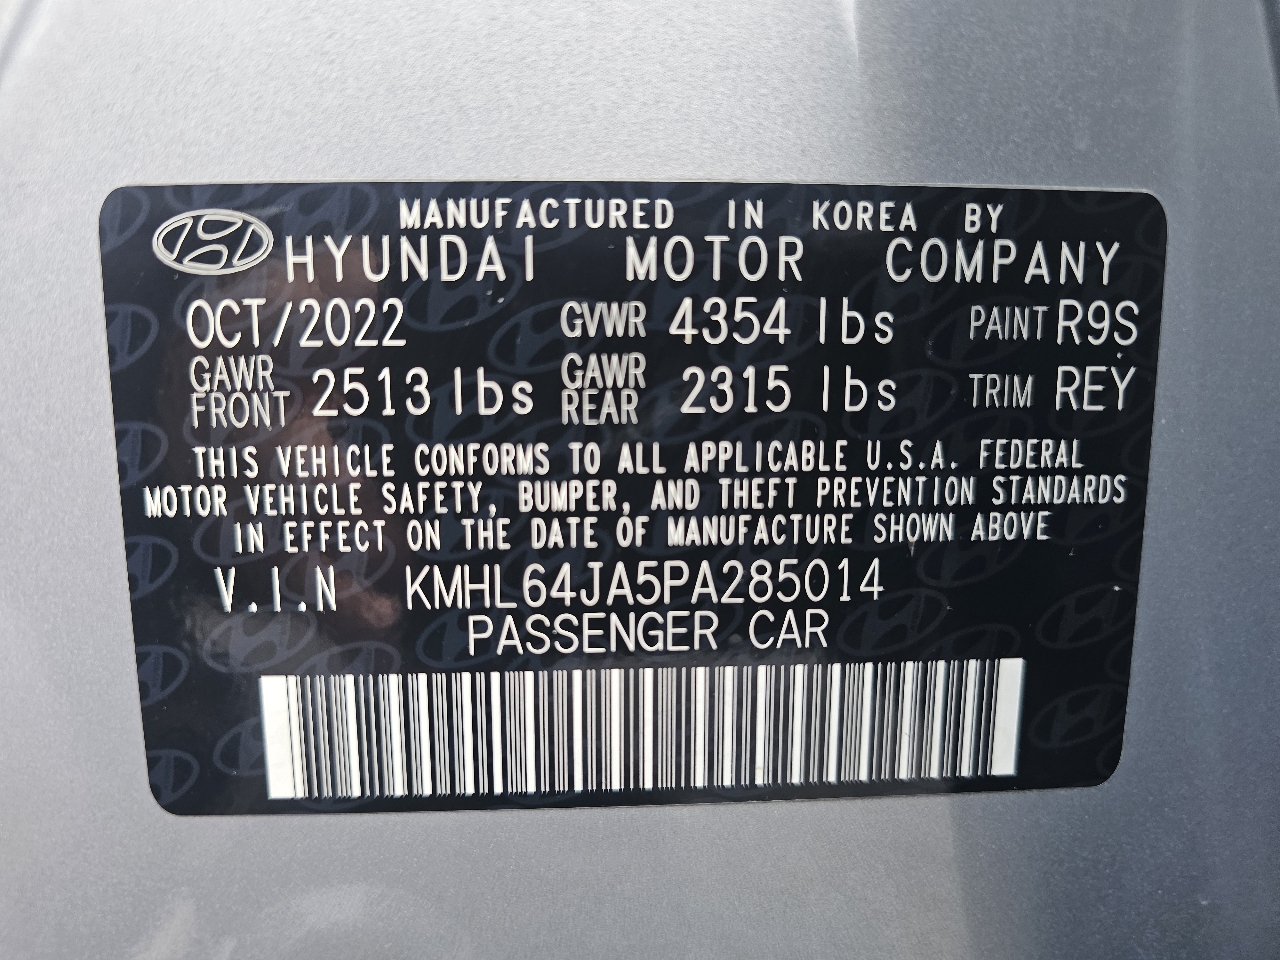 MANUFACTURED IN KOREA BY
HYUNDAI MOTOR COMPANY
OCT/2022 GVWR 4354 lbs PAINT R9S
GAWR FRONT 2513 lbs GAWR REAR 2315 lbs TRIM REY
THIS VEHICLE CONFORMS TO ALL APPLICABLE U.S.A. FEDERAL
MOTOR VEHICLE SAFETY, BUMPER, AND THEFT PREVENTION STANDARDS
IN EFFECT ON THE DATE OF MANUFACTURE SHOWN ABOVE
V.I.N KMHL64JA5PA285014
PASSENGER CAR